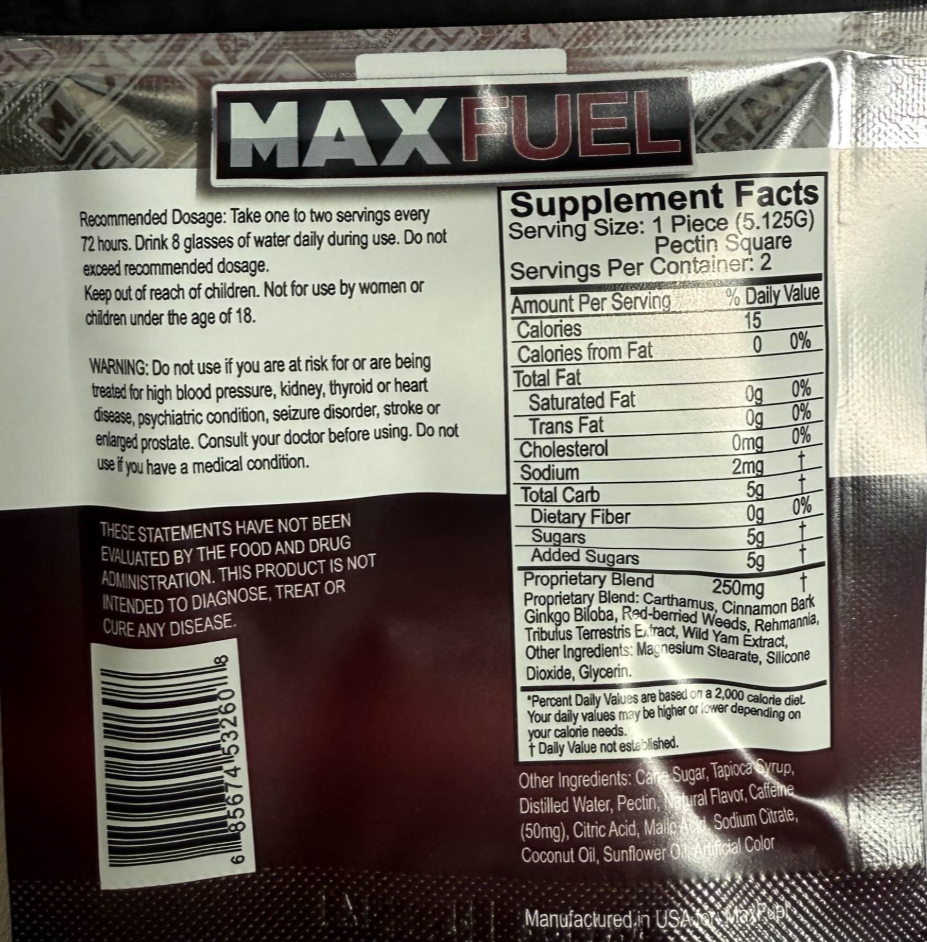 MAXFUEL
Recommended Dosage: Take one to two servings every
72 hours. Drink 8 glasses of water daily during use. Do not
exceed recommended dosage.
Keep out of reach of children. Not for use by women or
children under the age of 18.
WARNING: Do not use if you are at risk for or are being
treated for high blood pressure, kidney, thyroid or heart
disease, psychiatric condition, seizure disorder, stroke or
enlarged prostate. Consult your doctor before using. Do not
use if you have a medical condition.
THESE STATEMENTS HAVE NOT BEEN
EVALUATED BY THE FOOD AND DRUG
ADMINISTRATION. THIS PRODUCT IS NOT
INTENDED TO DIAGNOSE, TREAT OR
CURE ANY DISEASE.
6 85674 53260 8
Supplement Facts
Serving Size: 1 Piece (5.125G)
Pectin Square
Servings Per Container: 2
Amount Per Serving % Daily Value
Calories 15
Calories from Fat 0 0%
Total Fat
Saturated Fat 0g 0%
Trans Fat 0g 0%
Cholesterol 0mg 0%
Sodium 2mg †
Total Carb 5g †
Dietary Fiber 0g 0%
Sugars 5g †
Added Sugars 5g †
Proprietary Blend 250mg †
Proprietary Blend: Carthamus, Cinnamon Bark
Ginkgo Biloba, Red-berried Weeds, Rehmannia,
Tribulus Terrestris Extract, Wild Yam Extract,
Other Ingredients: Magnesium Stearate, Silicone
Dioxide, Glycerin.
*Percent Daily Values are based on a 2,000 calorie diet.
Your daily values may be higher or lower depending on
your calorie needs.
† Daily Value not established.
Other Ingredients: Cane Sugar, Tapioca Syrup,
Distilled Water, Pectin, Natural Flavor, Caffeine
(50mg), Citric Acid, Malic Acid, Sodium Citrate,
Coconut Oil, Sunflower Oil, Artificial Color
Manufactured in USA for MaxFuel